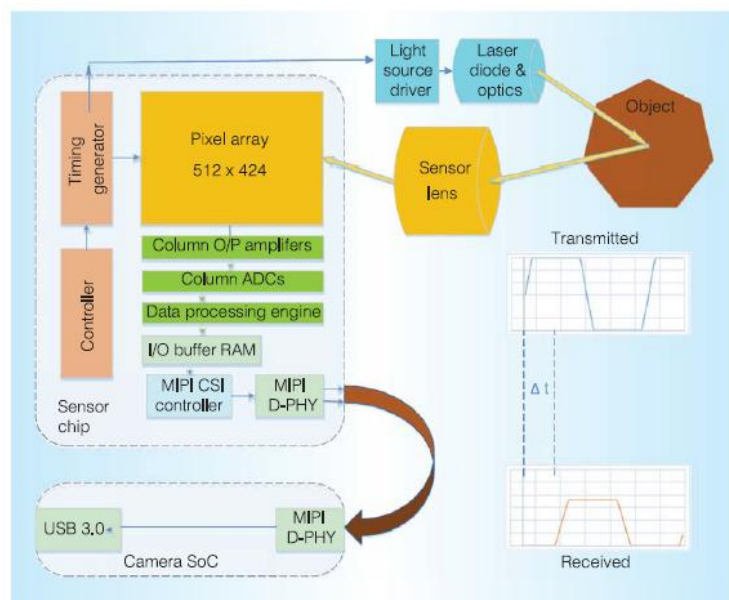 Light
source
driver
Laser
diode &
optics
Object
Timing
generator
Pixel array
512 x 424
Sensor
lens
Column O/P amplifers
Column ADCs
Data processing engine
I/O buffer RAM
MIPI CSI
controller
MIPI
D-PHY
Controller
Sensor
chip
Transmitted
Δ t
Received
USB 3.0
MIPI
D-PHY
Camera SoC